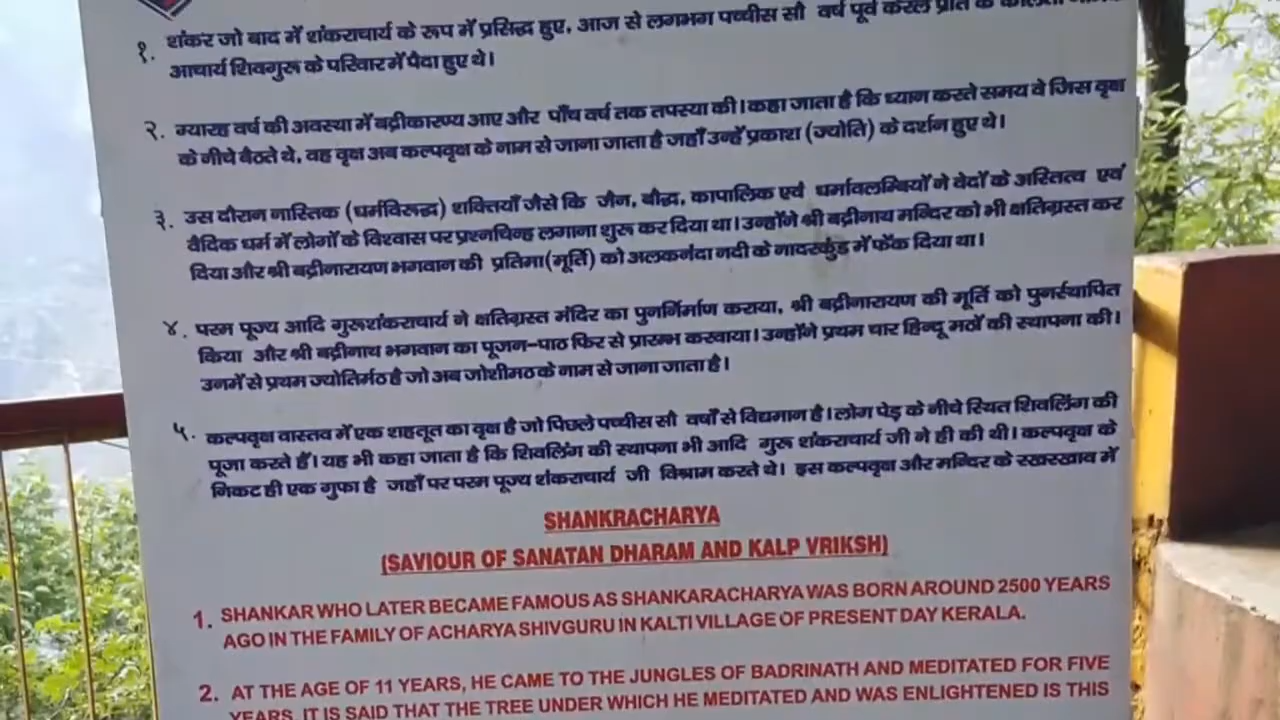 १. शंकर जो बाद में शंकराचार्य के रूप में प्रसिद्ध हुए, आज से लगभग पच्चीस सौ वर्ष पूर्व केरल प्रांत के
आचार्य शिवगुरू के परिवार में पैदा हुए थे।
२. ग्यारह वर्ष की अवस्था में बद्रीकारण्य आए और पाँच वर्ष तक तपस्या की। कहा जाता है कि ध्यान करते समय वे जिस वृक्ष
के नीचे बैठते थे, वह वृक्ष अब कल्पवृक्ष के नाम से जाना जाता है जहाँ उन्हें प्रकाश (ज्योति) के दर्शन हुए थे।
३. उस दौरान नास्तिक (धर्मविरूद्ध) शक्तियाँ जैसे कि जैन, बौद्ध, कापालिक एवं धर्मावलम्बियों ने वेदों के अस्तित्व एवं
वैदिक धर्म में लोगों के विश्वास पर प्रश्नचिन्ह लगाना शुरू कर दिया था। उन्होंने श्री बद्रीनाथ मन्दिर को भी क्षतिग्रस्त कर
दिया और श्री बद्रीनारायण भगवान की प्रतिमा(मूर्ति) को अलकनंदा नदी के नादरकुंड में फेंक दिया था।
४. परम पूज्य आदि गुरूशंकराचार्य ने क्षतिग्रस्त मंदिर का पुनर्निर्माण कराया, श्री बद्रीनारायण की मूर्ति को पुनर्स्थापित
किया और श्री बद्रीनाथ भगवान का पूजन-पाठ फिर से प्रारम्भ करवाया। उन्होंने प्रथम चार हिन्दू मठों की स्थापना की।
उनमें से प्रथम ज्योतिर्मठ है जो अब जोशीमठ के नाम से जाना जाता है।
५. कल्पवृक्ष वास्तव में एक शहतूत का वृक्ष है जो पिछले पच्चीस सौ वर्षों से विद्यमान है। लोग पेड़ के नीचे स्थित शिवलिंग की
पूजा करते हैं। यह भी कहा जाता है कि शिवलिंग की स्थापना भी आदि गुरू शंकराचार्य जी ने ही की थी। कल्पवृक्ष के
निकट ही एक गुफा है जहाँ पर परम पूज्य शंकराचार्य जी विश्राम करते थे। इस कल्पवृक्ष और मन्दिर के रखरखाव में
SHANKRACHARYA
(SAVIOUR OF SANATAN DHARAM AND KALP VRIKSH)
1. SHANKAR WHO LATER BECAME FAMOUS AS SHANKARACHARYA WAS BORN AROUND 2500 YEARS
AGO IN THE FAMILY OF ACHARYA SHIVGURU IN KALTI VILLAGE OF PRESENT DAY KERALA.
2. AT THE AGE OF 11 YEARS, HE CAME TO THE JUNGLES OF BADRINATH AND MEDITATED FOR FIVE
YEARS. IT IS SAID THAT THE TREE UNDER WHICH HE MEDITATED AND WAS ENLIGHTENED IS THIS